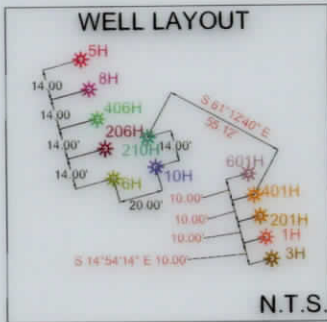 WELL LAYOUT
5H
14.00'
8H
14.00'
406H
14.00'
206H
14.00'
6H
210H
14.00'
10H
20.00'
S 61°12'40" E
55.12'
601H
10.00'
401H
10.00'
201H
10.00'
1H
S 14°54'14" E 10.00'
3H
N.T.S.